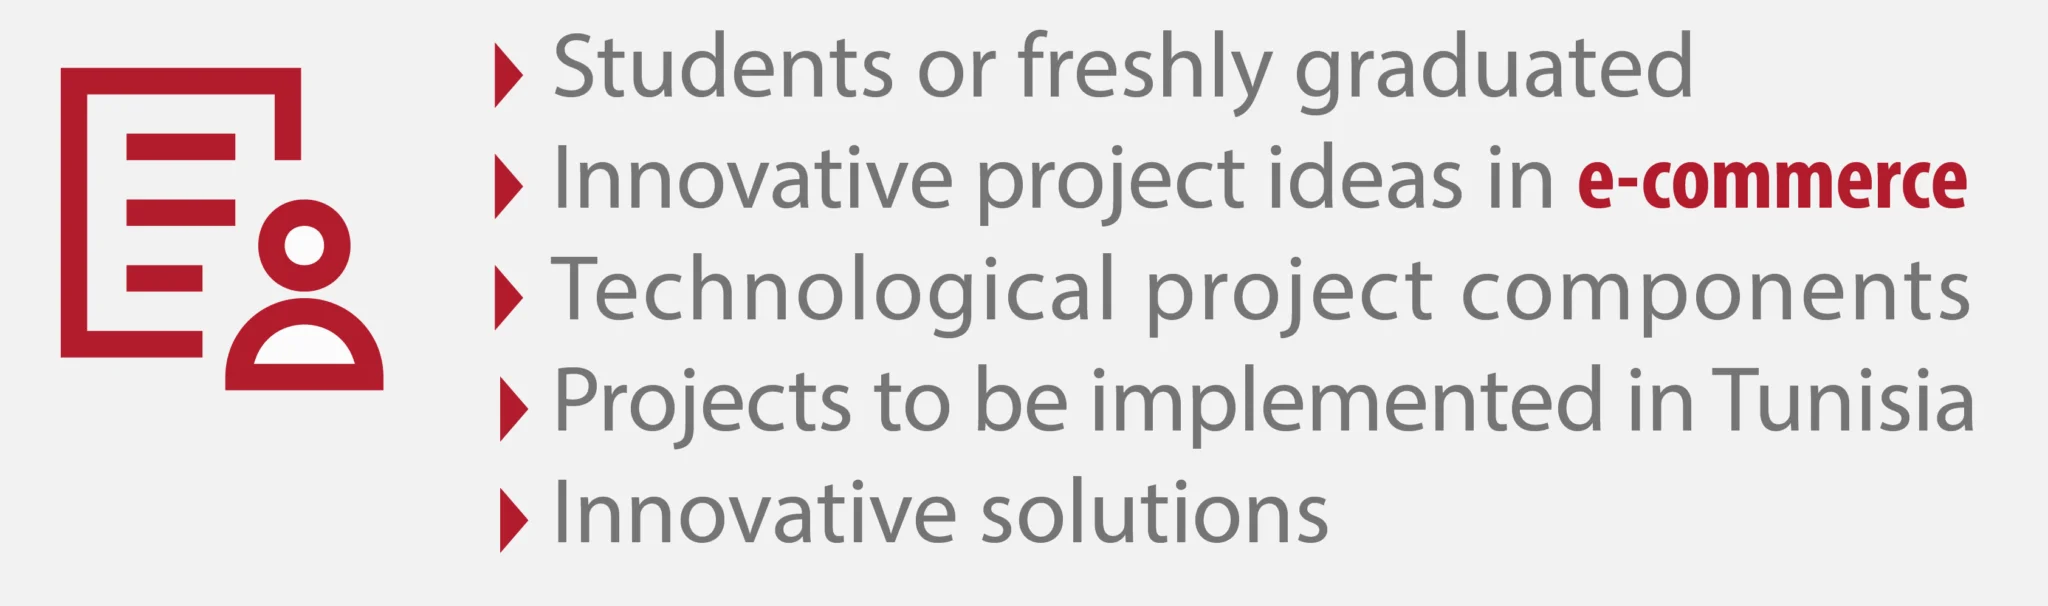 Students or freshly graduated
Innovative project ideas in e-commerce
Technological project components
Projects to be implemented in Tunisia
Innovative solutions